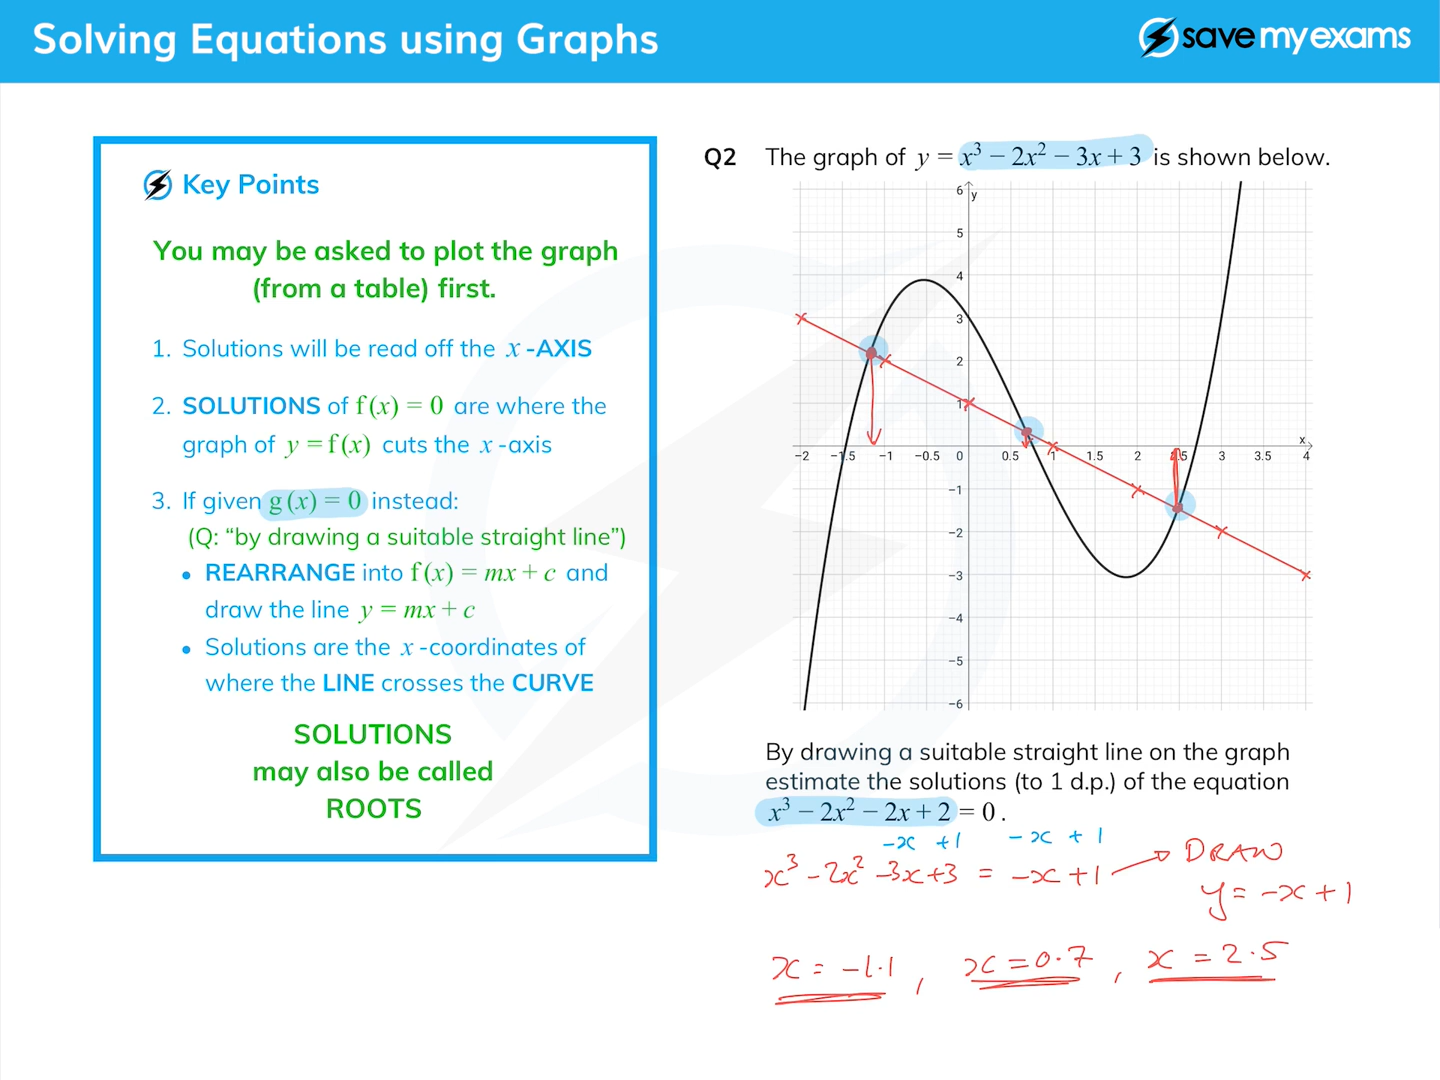 Solving Equations using Graphs
save my exams
Key Points
You may be asked to plot the graph
(from a table) first.
1. Solutions will be read off the x -AXIS
2. SOLUTIONS of f(x) = 0 are where the
graph of y = f(x) cuts the x -axis
3. If given g(x) = 0 instead:
(Q: “by drawing a suitable straight line”)
• REARRANGE into f(x) = mx + c and
draw the line y = mx + c
• Solutions are the x -coordinates of
where the LINE crosses the CURVE
SOLUTIONS
may also be called
ROOTS
Q2 The graph of y = x³ − 2x² − 3x + 3 is shown below.
6
y
5
4
3
2
1
x
−2 −1.5 −1 −0.5 0 0.5 1 1.5 2 2.5 3 3.5 4
−1
−2
−3
−4
−5
−6
By drawing a suitable straight line on the graph
estimate the solutions (to 1 d.p.) of the equation
x³ − 2x² − 2x + 2 = 0 .
−x +1 −x + 1
x³ − 2x² −3x+3 = −x +1 DRAW
y = −x + 1
x = −1.1 , x = 0.7 , x = 2.5